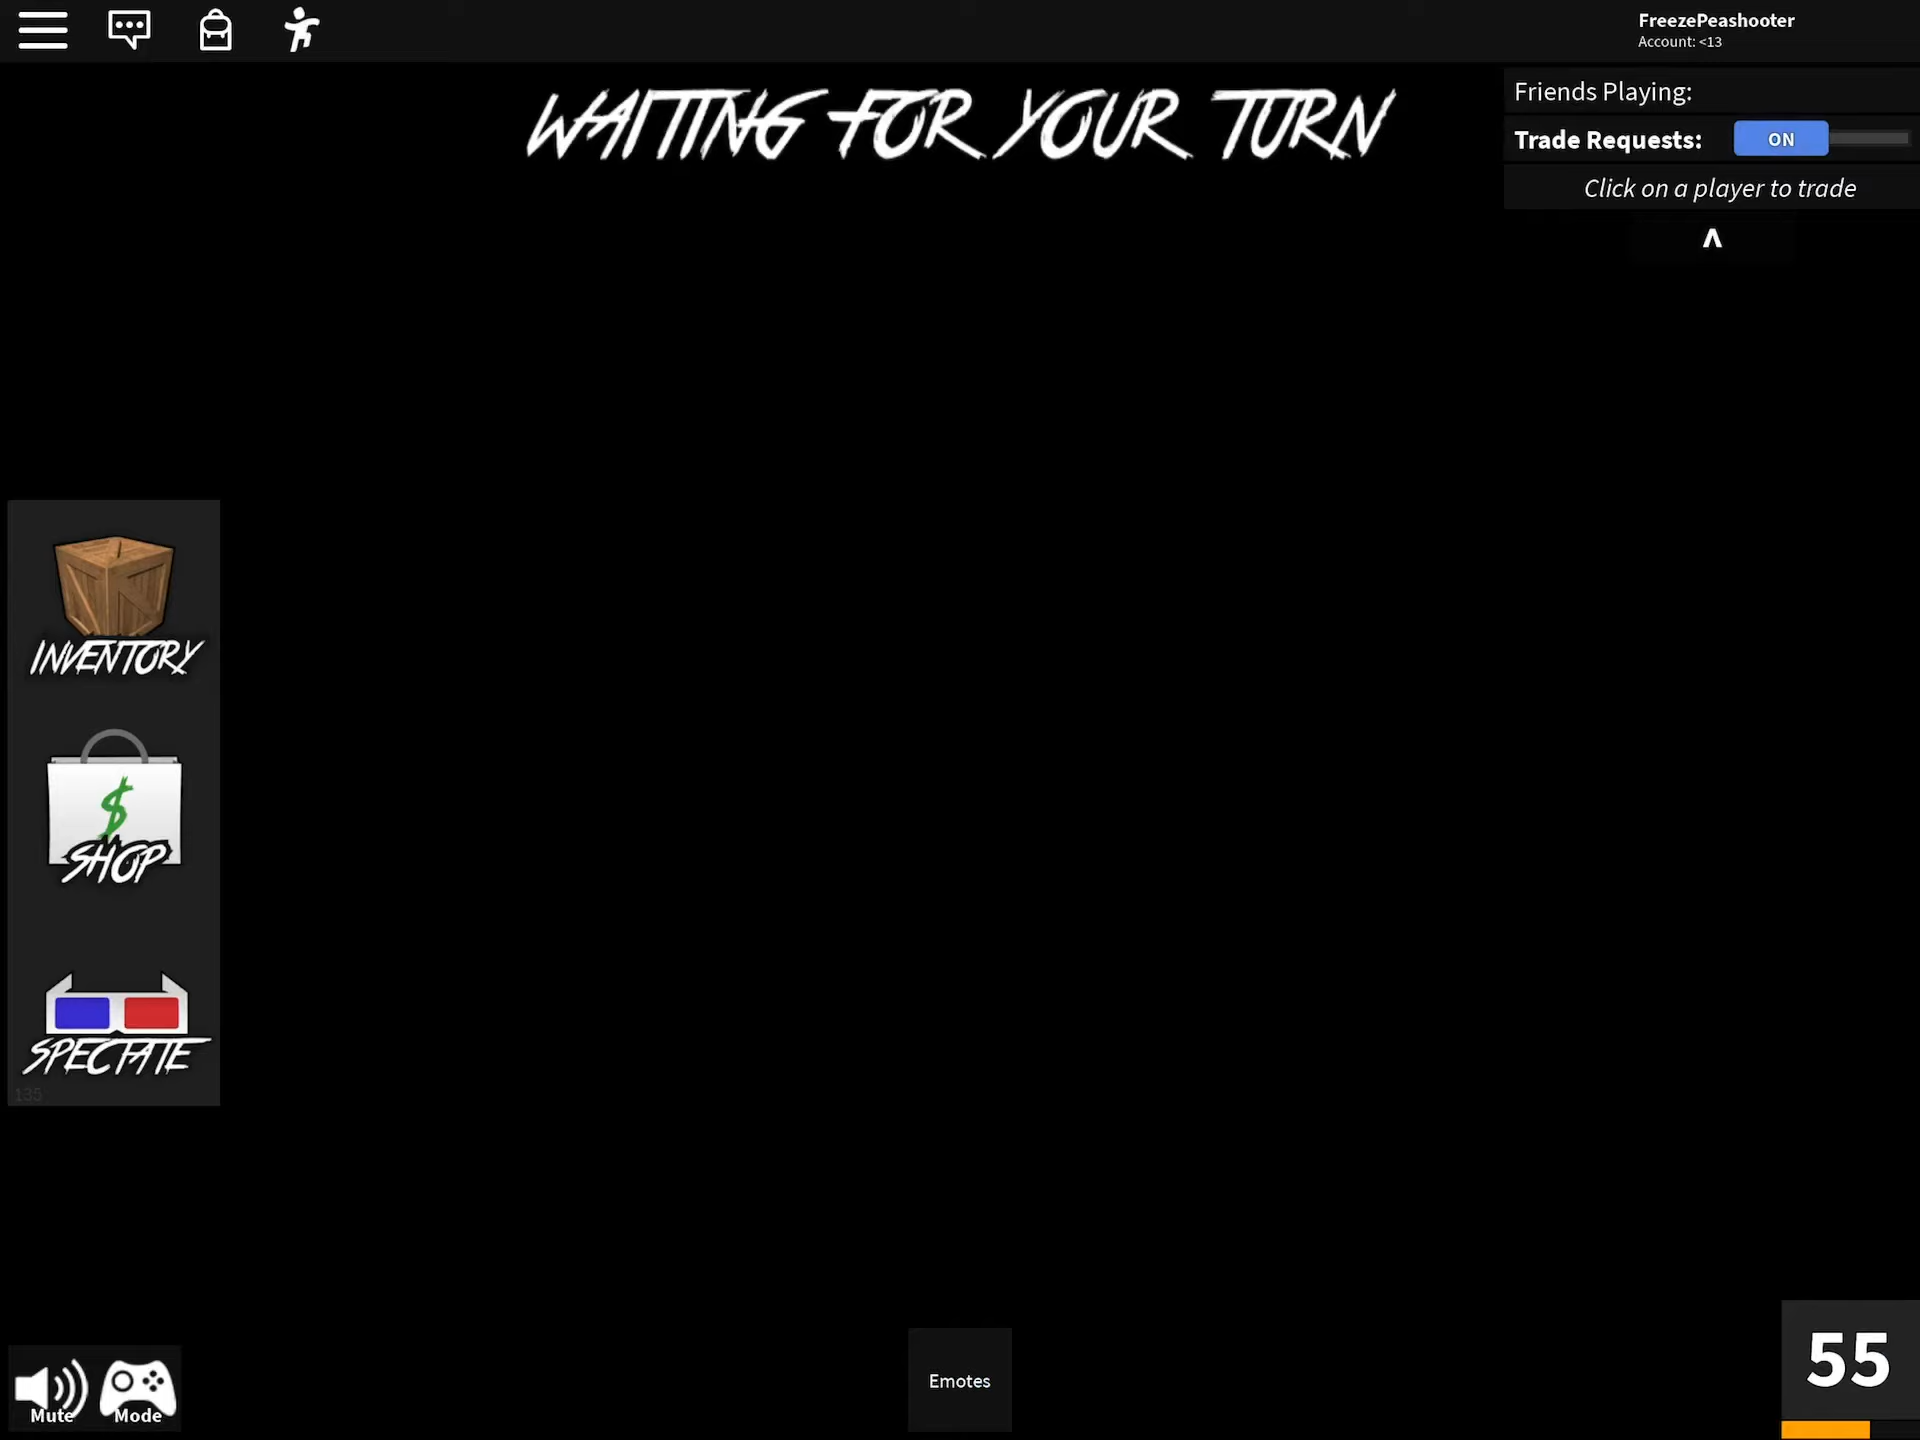 FreezePeashooter
Account: <13
WAITING FOR YOUR TURN
Friends Playing:
Trade Requests: ON
Click on a player to trade
INVENTORY
$
SHOP
SPECTATE
135
Mute
Mode
Emotes
55